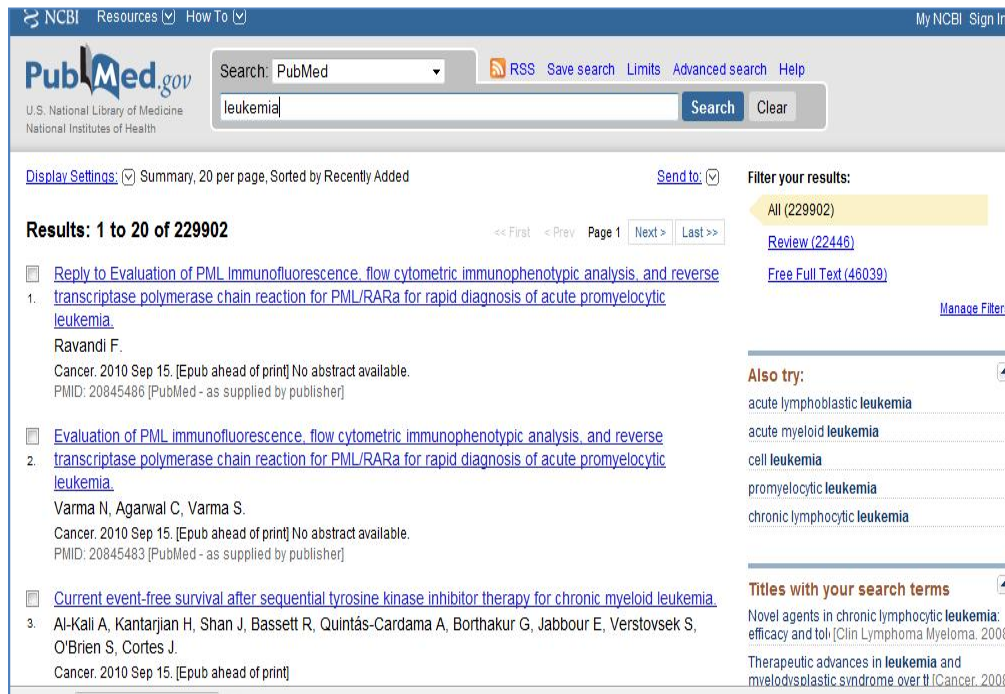 NCBI Resources How To My NCBI Sign In
PubMed.gov
U.S. National Library of Medicine
National Institutes of Health
Search: PubMed
RSS Save search Limits Advanced search Help
leukemia
Search Clear
Display Settings: Summary, 20 per page, Sorted by Recently Added Send to:
Results: 1 to 20 of 229902
<< First < Prev Page 1 Next > Last >>
Reply to Evaluation of PML Immunofluorescence, flow cytometric immunophenotypic analysis, and reverse
1. transcriptase polymerase chain reaction for PML/RARa for rapid diagnosis of acute promyelocytic
leukemia.
Ravandi F.
Cancer. 2010 Sep 15. [Epub ahead of print] No abstract available.
PMID: 20845486 [PubMed - as supplied by publisher]
Evaluation of PML immunofluorescence, flow cytometric immunophenotypic analysis, and reverse
2. transcriptase polymerase chain reaction for PML/RARa for rapid diagnosis of acute promyelocytic
leukemia.
Varma N, Agarwal C, Varma S.
Cancer. 2010 Sep 15. [Epub ahead of print] No abstract available.
PMID: 20845483 [PubMed - as supplied by publisher]
Current event-free survival after sequential tyrosine kinase inhibitor therapy for chronic myeloid leukemia.
3. Al-Kali A, Kantarjian H, Shan J, Bassett R, Quintás-Cardama A, Borthakur G, Jabbour E, Verstovsek S,
O'Brien S, Cortes J.
Cancer. 2010 Sep 15. [Epub ahead of print]
Filter your results:
All (229902)
Review (22446)
Free Full Text (46039)
Manage Filters
Also try:
acute lymphoblastic leukemia
acute myeloid leukemia
cell leukemia
promyelocytic leukemia
chronic lymphocytic leukemia
Titles with your search terms
Novel agents in chronic lymphocytic leukemia:
efficacy and tol [Clin Lymphoma Myeloma. 2008
Therapeutic advances in leukemia and
myelodysplastic syndrome over [Cancer. 2008